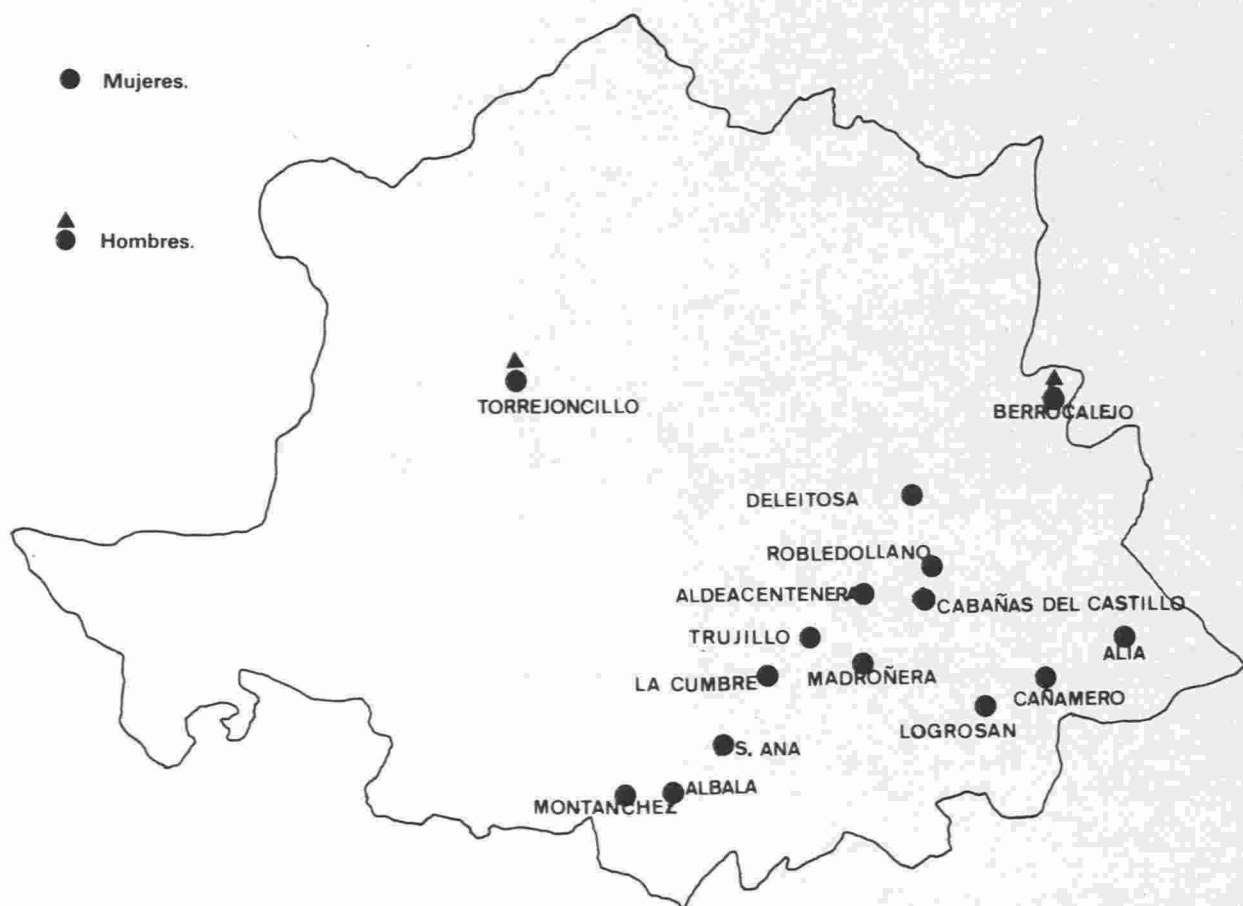 Mujeres.
Hombres.
TORREJONCILLO
BERROCALEJO
DELEITOSA
ROBLEDOLLANO
ALDEACENTENERA
CABAÑAS DEL CASTILLO
TRUJILLO
ALIA
LA CUMBRE
MADROÑERA
CAÑAMERO
LOGROSAN
S. ANA
ALBALA
MONTANCHEZ